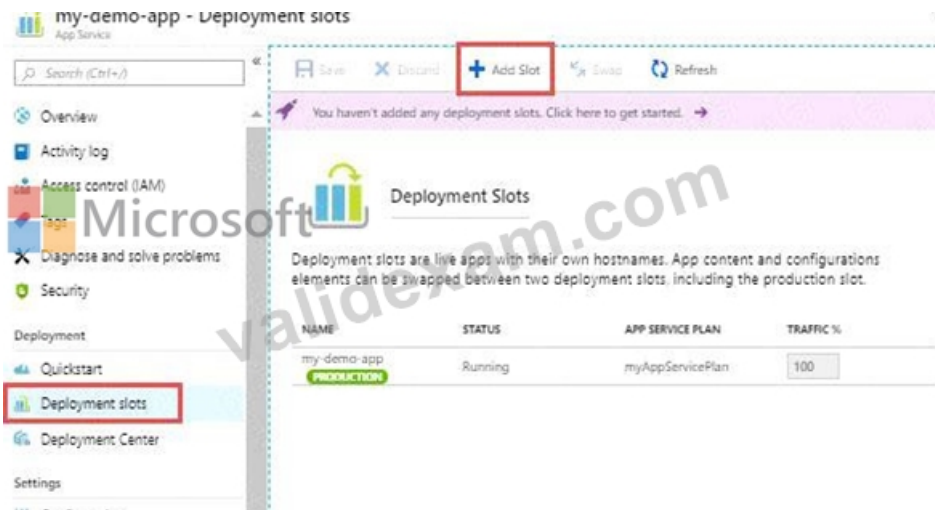 my-demo-app - Deployment slots
App Service
Search (Ctrl+/)
«
Save
Discard
Add Slot
Swap
Refresh
You haven't added any deployment slots. Click here to get started. →
Overview
Activity log
Access control (IAM)
Tags
Diagnose and solve problems
Security
Deployment
Quickstart
Deployment slots
Deployment Center
Settings
Microsoft
validexam.com
Deployment Slots
Deployment slots are live apps with their own hostnames. App content and configurations
elements can be swapped between two deployment slots, including the production slot.
NAME STATUS APP SERVICE PLAN TRAFFIC %
my-demo-app Running myAppServicePlan 100
PRODUCTION